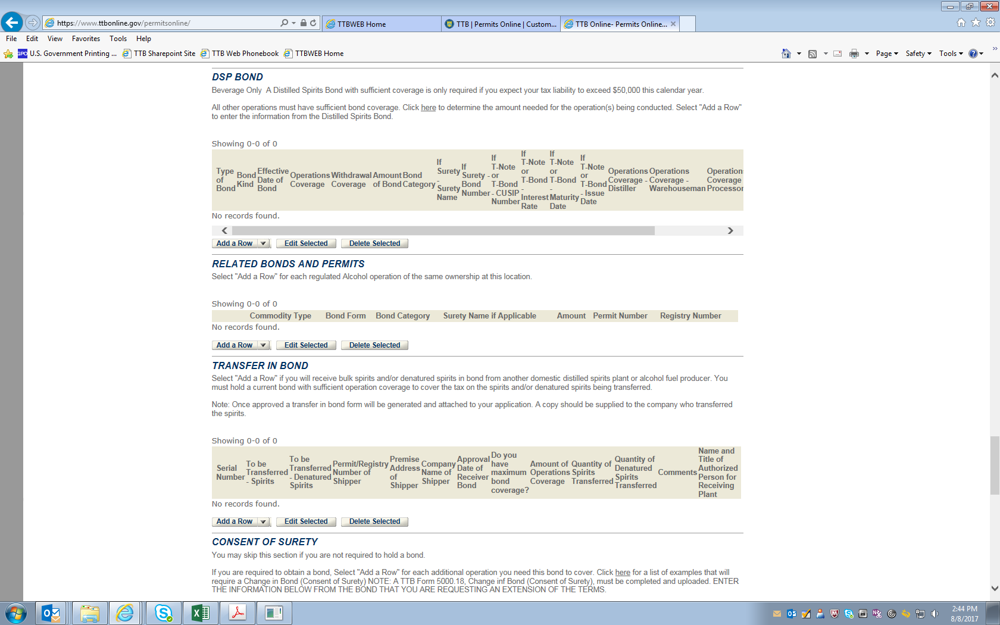 https://www.ttbonline.gov/permitsonline/
TTBWEB Home
TTB | Permits Online | Custom...
TTB Online- Permits Online...
File Edit View Favorites Tools Help
GPO U.S. Government Printing ... TTB Sharepoint Site TTB Web Phonebook TTBWEB Home
Page Safety Tools
DSP BOND
Beverage Only A Distilled Spirits Bond with sufficient coverage is only required if you expect your tax liability to exceed $50,000 this calendar year.
All other operations must have sufficient bond coverage. Click here to determine the amount needed for the operation(s) being conducted. Select "Add a Row"
to enter the information from the Distilled Spirits Bond.
Showing 0-0 of 0
Type of Bond
Bond Kind
Effective Date of Bond
Operations Coverage
Withdrawal Coverage
Amount of Bond
Bond Category
If Surety - Surety Name
If Surety - Bond Number
If T-Note or T-Bond - CUSIP Number
If T-Note or T-Bond - Interest Rate
If T-Note or T-Bond - Maturity Date
If T-Note or T-Bond - Issue Date
Operations Coverage - Distiller
Operations Coverage - Warehouseman
Operations Coverage Processor
No records found.
Add a Row Edit Selected Delete Selected
RELATED BONDS AND PERMITS
Select "Add a Row" for each regulated Alcohol operation of the same ownership at this location.
Showing 0-0 of 0
Commodity Type Bond Form Bond Category Surety Name if Applicable Amount Permit Number Registry Number
No records found.
Add a Row Edit Selected Delete Selected
TRANSFER IN BOND
Select "Add a Row" if you will receive bulk spirits and/or denatured spirits in bond from another domestic distilled spirits plant or alcohol fuel producer. You
must hold a current bond with sufficient operation coverage to cover the tax on the spirits and/or denatured spirits being transferred.
Note: Once approved a transfer in bond form will be generated and attached to your application. A copy should be supplied to the company who transferred
the spirits.
Showing 0-0 of 0
Serial Number
To be Transferred - Spirits
To be Transferred - Denatured Spirits
Permit/Registry Number of Shipper
Premise Address of Shipper
Company Name of Shipper
Approval Date of Receiver Bond
Do you have maximum bond coverage?
Amount of Operations Coverage
Quantity of Spirits Transferred
Quantity of Denatured Spirits Transferred
Comments
Name and Title of Authorized Person for Receiving Plant
No records found.
Add a Row Edit Selected Delete Selected
CONSENT OF SURETY
You may skip this section if you are not required to hold a bond.
If you are required to obtain a bond, Select "Add a Row" for each additional operation you need this bond to cover. Click here for a list of examples that will
require a Change in Bond (Consent of Surety) NOTE: A TTB Form 5000.18, Change inf Bond (Consent of Surety), must be completed and uploaded. ENTER
THE INFORMATION BELOW FROM THE BOND THAT YOU ARE REQUESTING AN EXTENSION OF THE TERMS.
2:44 PM
8/8/2017